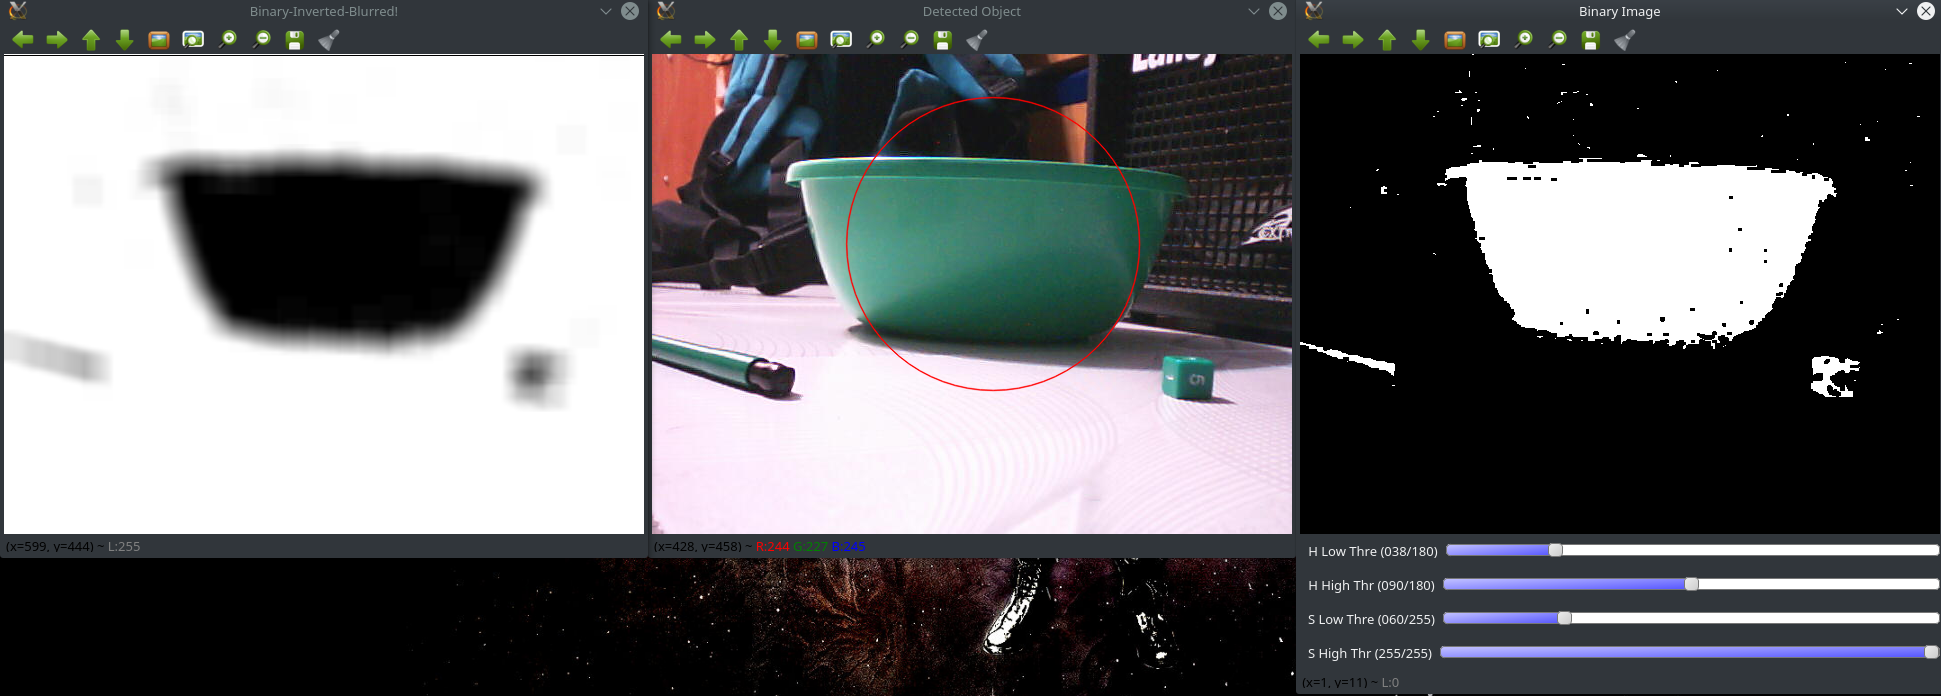 Binary-Inverted-Blurred!
Detected Object
Binary Image
5
(x=599, y=444) ~ L:255
(x=428, y=458) ~ R:244 G:227 B:245
H Low Thre (038/180)
H High Thr (090/180)
S Low Thre (060/255)
S High Thr (255/255)
(x=1, y=11) ~ L:0